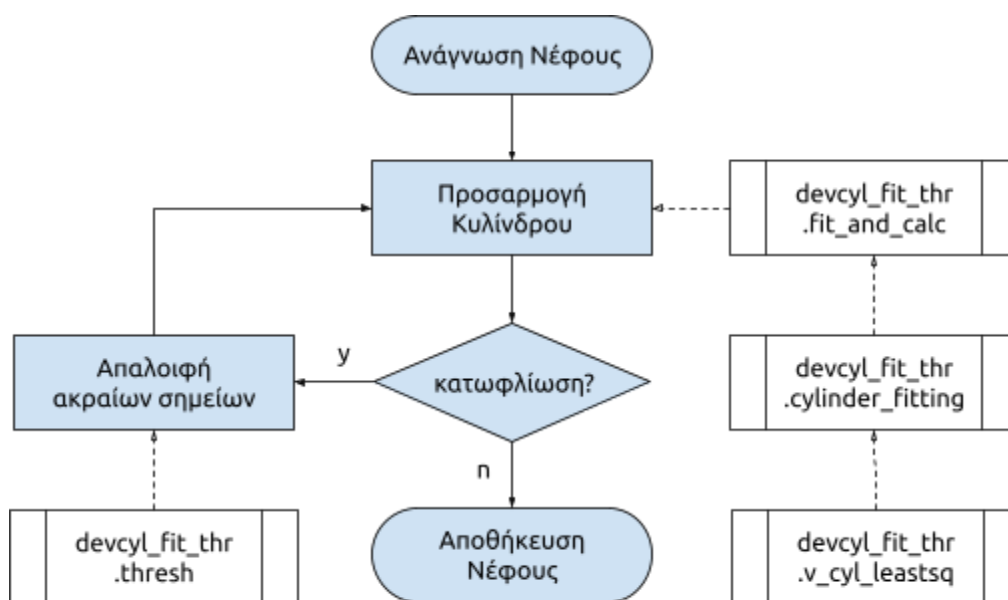 Ανάγνωση Νέφους
Προσαρμογή
Κυλίνδρου
devcyl_fit_thr
.fit_and_calc
Απαλοιφή
ακραίων σημείων
y
κατωφλίωση?
devcyl_fit_thr
.cylinder_fitting
n
devcyl_fit_thr
.thresh
Αποθήκευση
Νέφους
devcyl_fit_thr
.v_cyl_leastsq